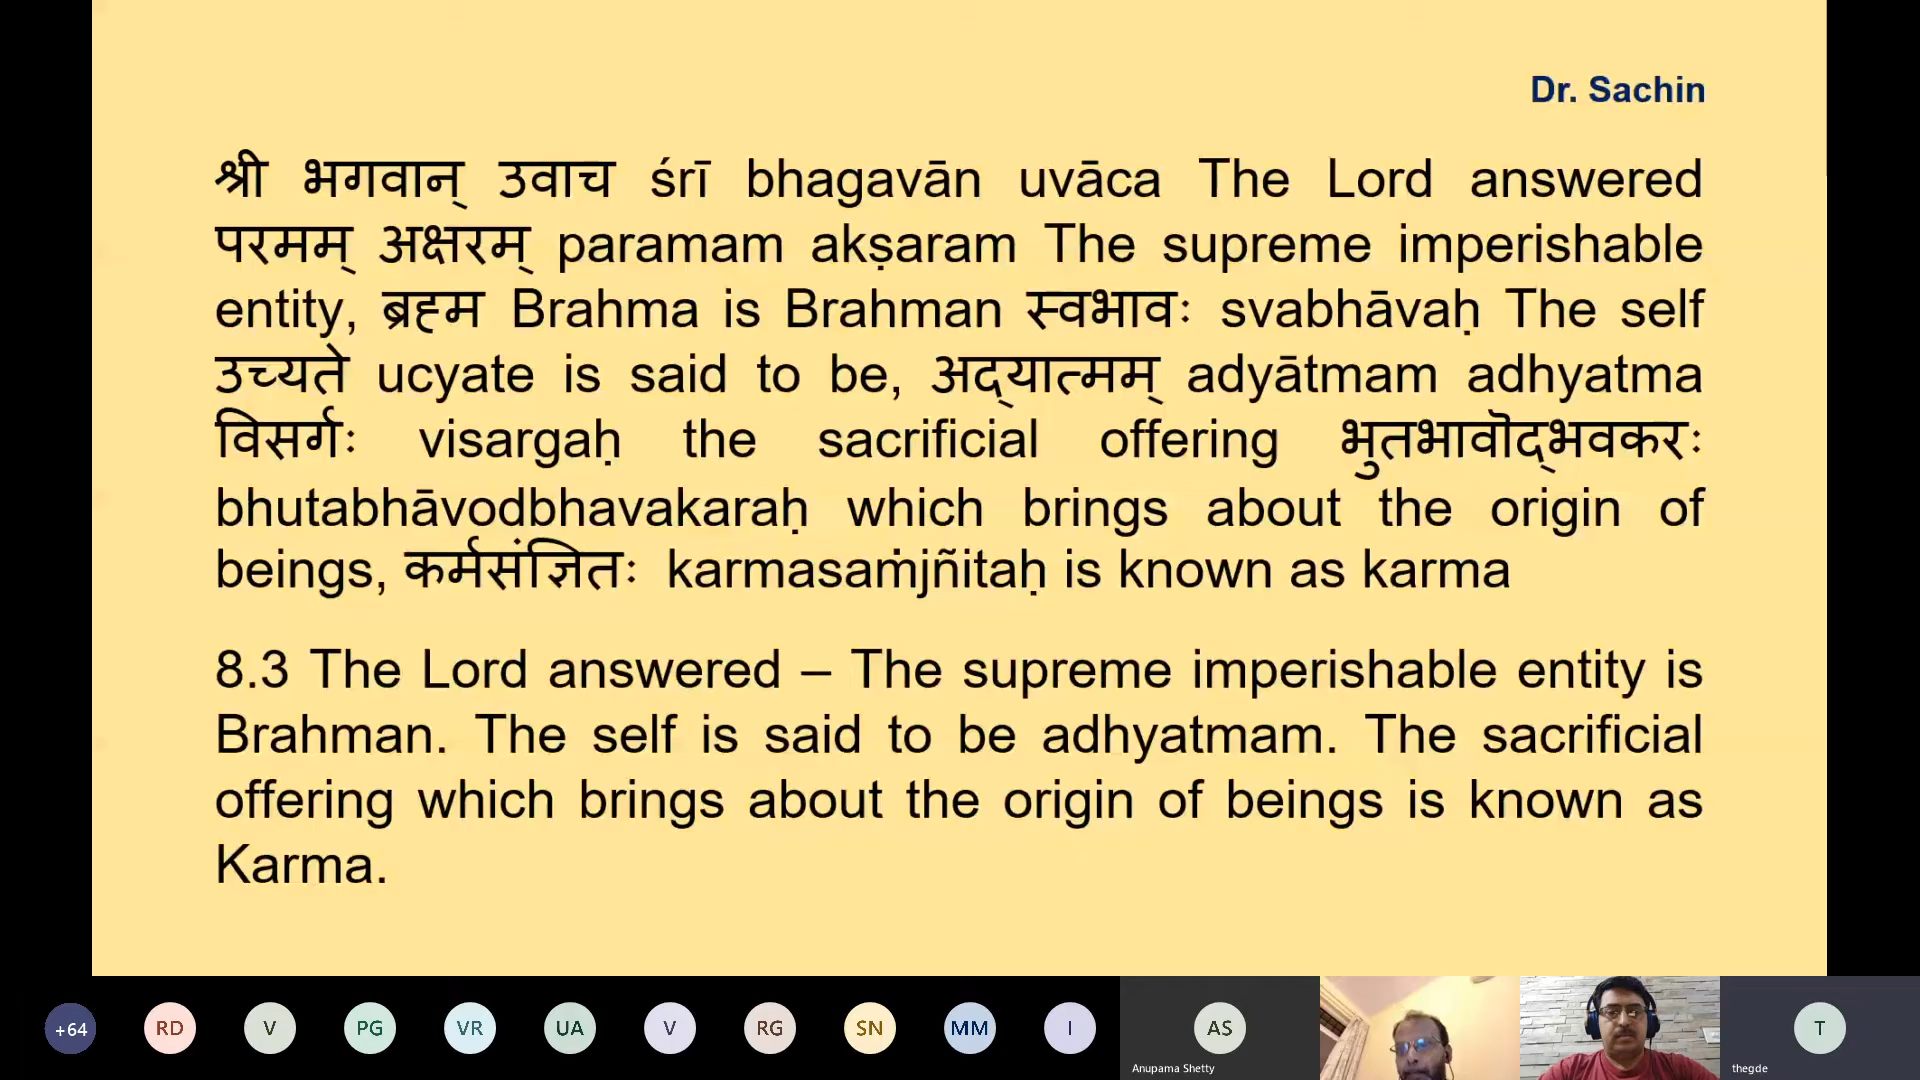 Dr. Sachin
श्री भगवान् उवाच śrī bhagavān uvāca The Lord answered
परमम् अक्षरम् paramam akṣaram The supreme imperishable
entity, ब्रह्म Brahma is Brahman स्वभावः svabhāvaḥ The self
उच्यते ucyate is said to be, अद्यात्मम् adyātmam adhyatma
विसर्गः visargaḥ the sacrificial offering भुतभावॊद्भवकरः
bhutabhāvodbhavakaraḥ which brings about the origin of
beings, कर्मसंज्ञितः karmasaṁjñitaḥ is known as karma
8.3 The Lord answered – The supreme imperishable entity is
Brahman. The self is said to be adhyatmam. The sacrificial
offering which brings about the origin of beings is known as
Karma.
+64 RD V PG VR UA V RG SN MM I AS T
Anupama Shetty thegde